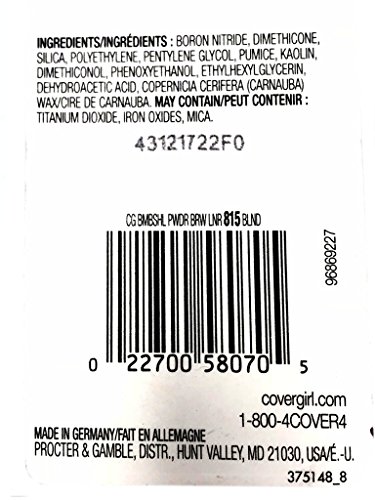 INGREDIENTS/INGRÉDIENTS : BORON NITRIDE, DIMETHICONE,
SILICA, POLYETHYLENE, PENTYLENE GLYCOL, PUMICE, KAOLIN,
DIMETHICONOL, PHENOXYETHANOL, ETHYLHEXYLGLYCERIN,
DEHYDROACETIC ACID, COPERNICIA CERIFERA (CARNAUBA)
WAX/CIRE DE CARNAUBA. MAY CONTAIN/PEUT CONTENIR :
TITANIUM DIOXIDE, IRON OXIDES, MICA.
43121722F0
CG BMBSHL PWDR BRW LNR 815 BLND
96869227
0 22700 58070 5
covergirl.com
1-800-4COVER4
MADE IN GERMANY/FAIT EN ALLEMAGNE
PROCTER & GAMBLE, DISTR., HUNT VALLEY, MD 21030, USA/É.-U.
375148_8